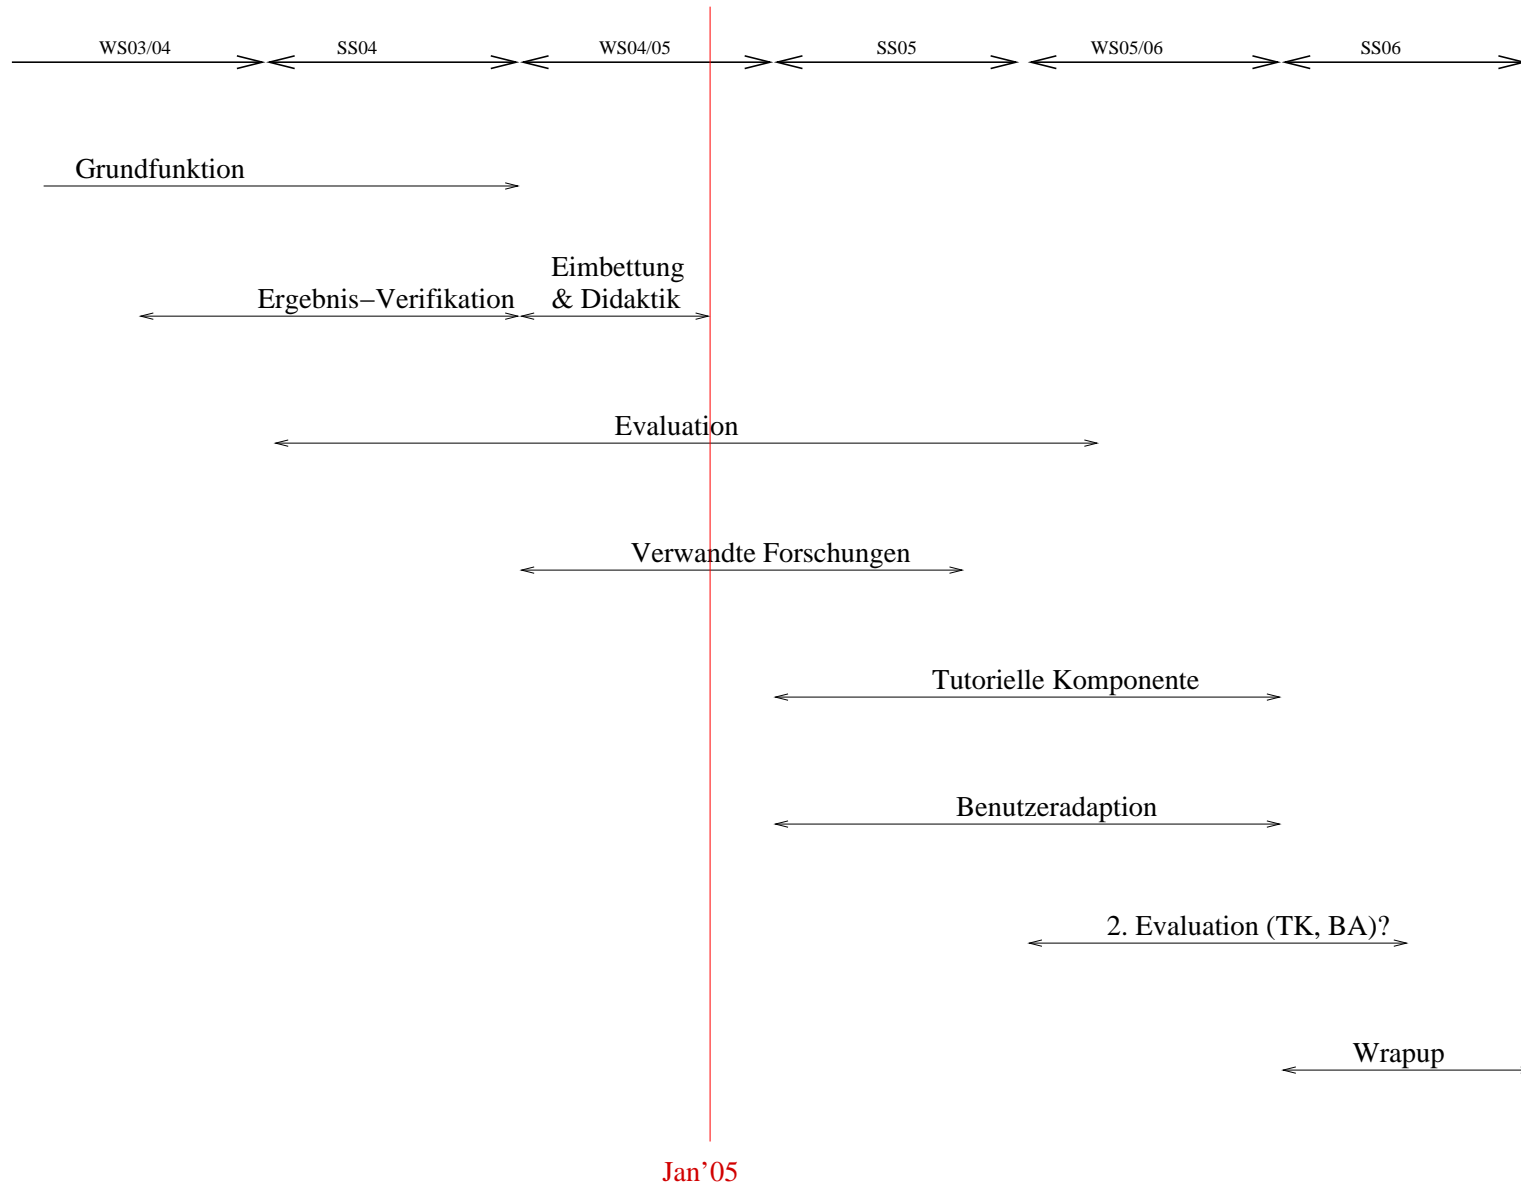 WS03/04 SS04 WS04/05 SS05 WS05/06 SS06
Grundfunktion
Eimbettung
Ergebnis−Verifikation & Didaktik
Evaluation
Verwandte Forschungen
Tutorielle Komponente
Benutzeradaption
2. Evaluation (TK, BA)?
Wrapup
Jan’05